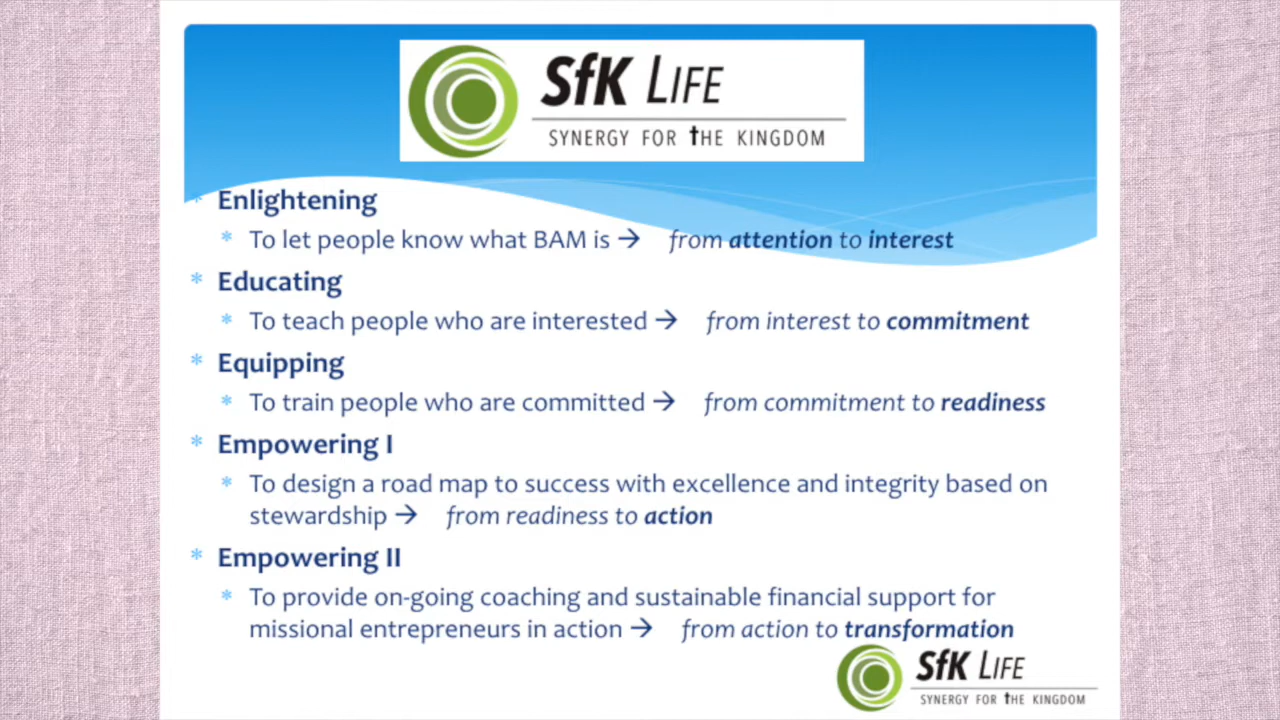 SfK LIFE
SYNERGY FOR THE KINGDOM
* Enlightening
* To let people know what BAM is → from attention to interest
* Educating
* To teach people who are interested → from interest to commitment
* Equipping
* To train people who are committed → from commitment to readiness
* Empowering I
* To design a road map to success with excellence and integrity based on
stewardship → from readiness to action
* Empowering II
* To provide on-going coaching and sustainable financial support for
missional entrepreneurs in action → from action to transformation
SfK LIFE
SYNERGY FOR THE KINGDOM